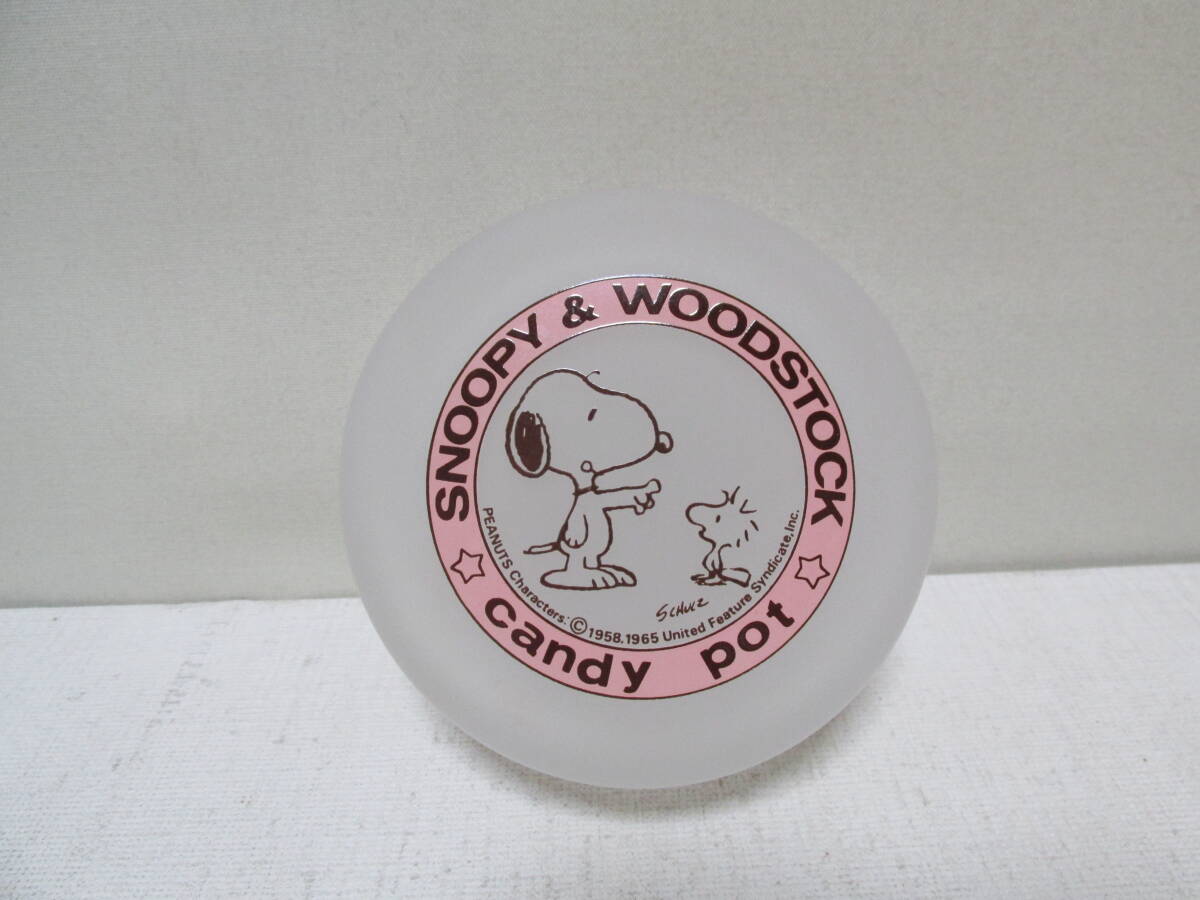 SNOOPY & WOODSTOCK
PEANUTS Characters: © 1958.1965 United Feature Syndicate, Inc.
SCHULZ
candy pot